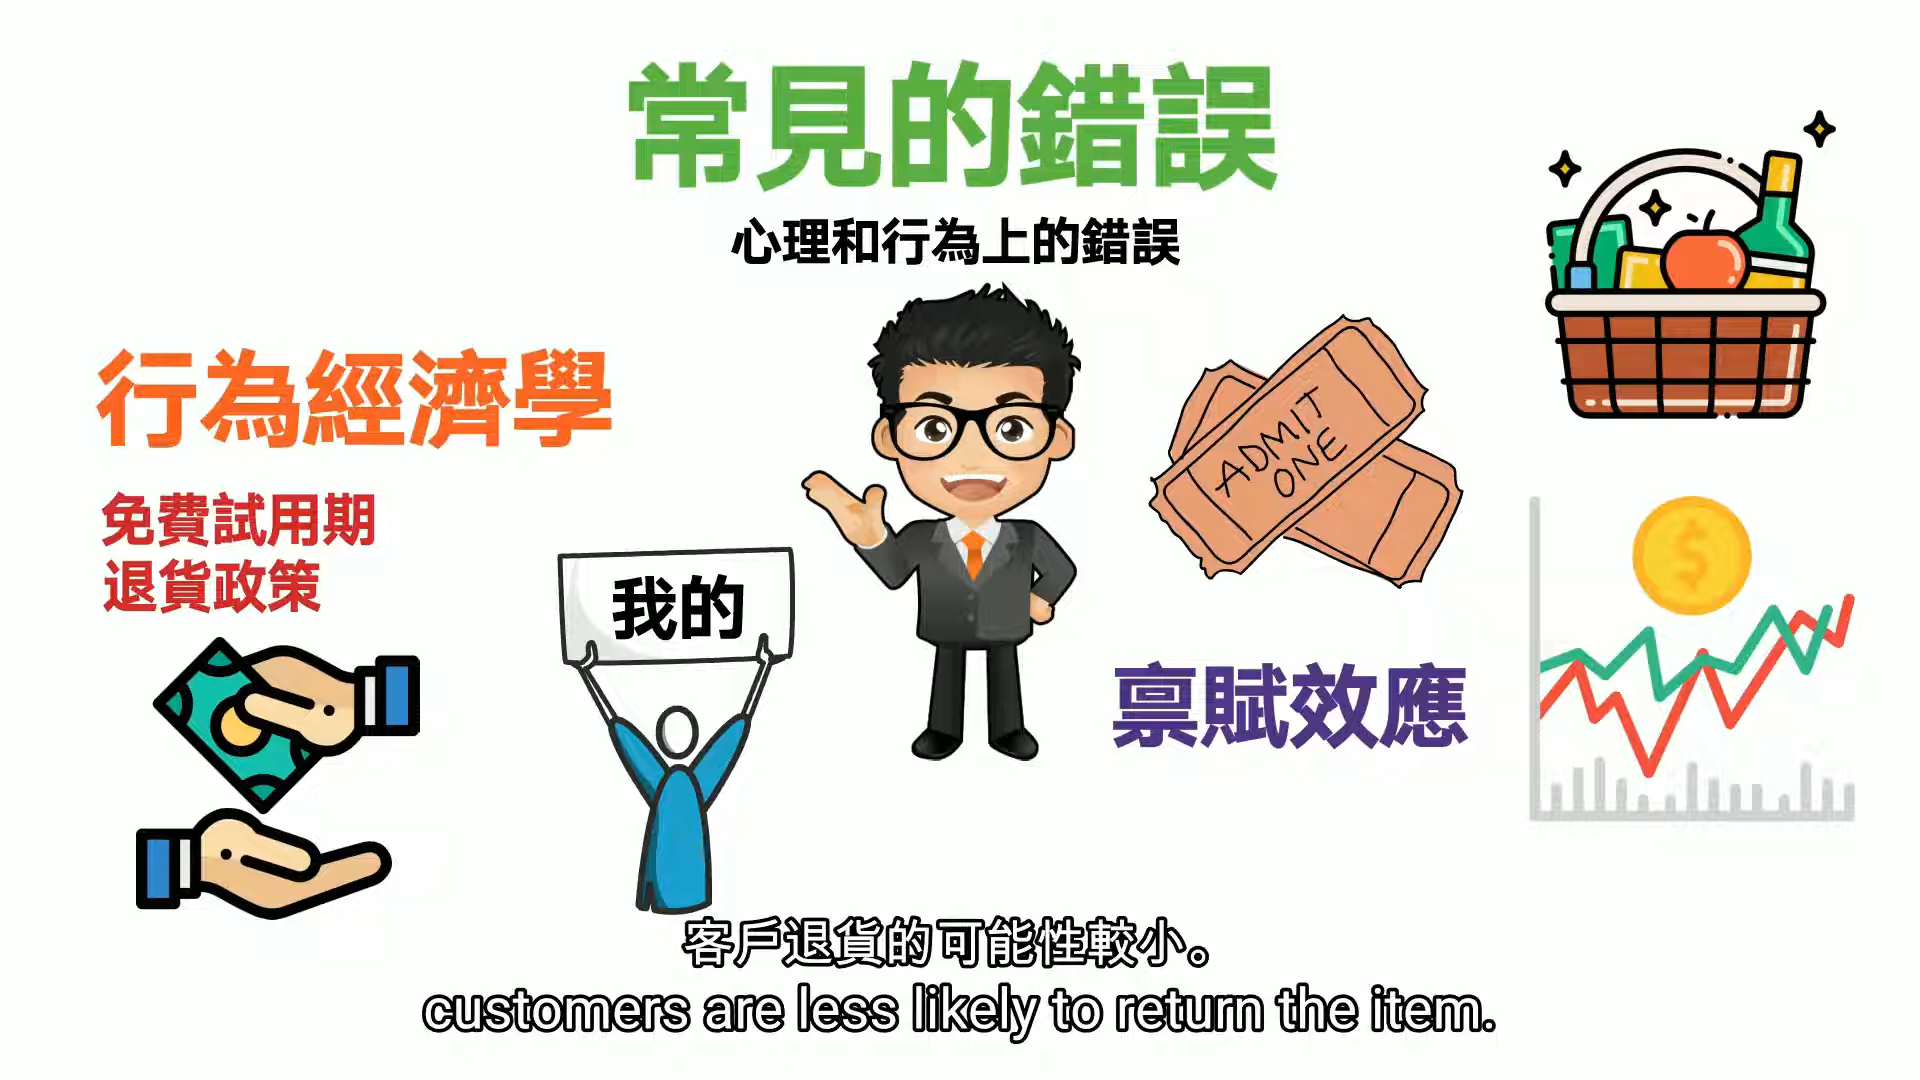 常見的錯誤
心理和行為上的錯誤
行為經濟學
免費試用期
退貨政策
我的
ADMIT
ONE
禀賦效應
客戶退貨的可能性較小。
customers are less likely to return the item.